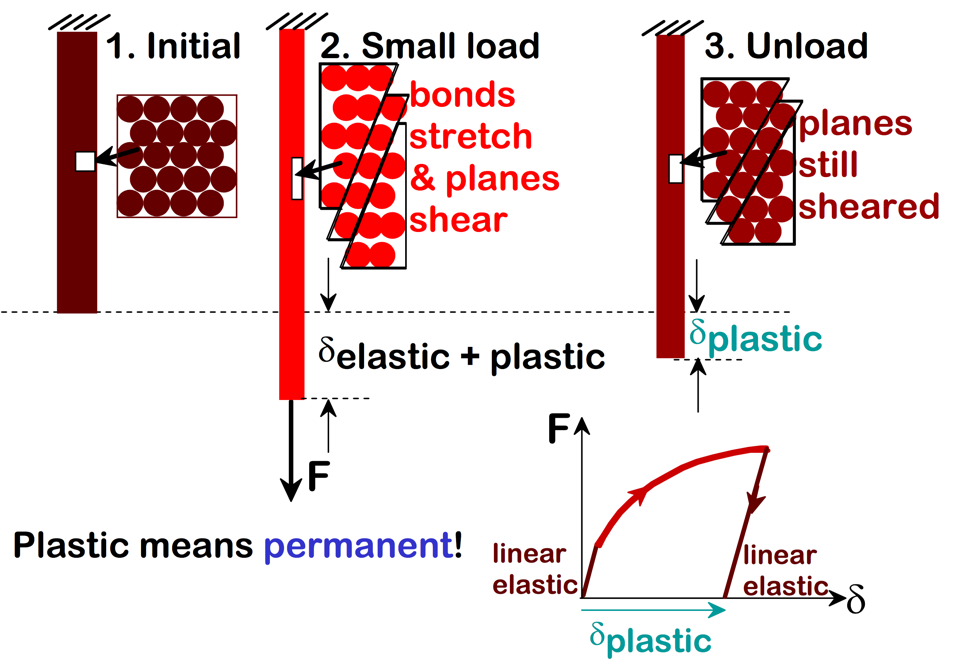 1. Initial
2. Small load
3. Unload
bonds
stretch
& planes
shear
planes
still
sheared
δelastic + plastic
δplastic
F
F
Plastic means permanent!
linear
elastic
linear
elastic
δ
δplastic